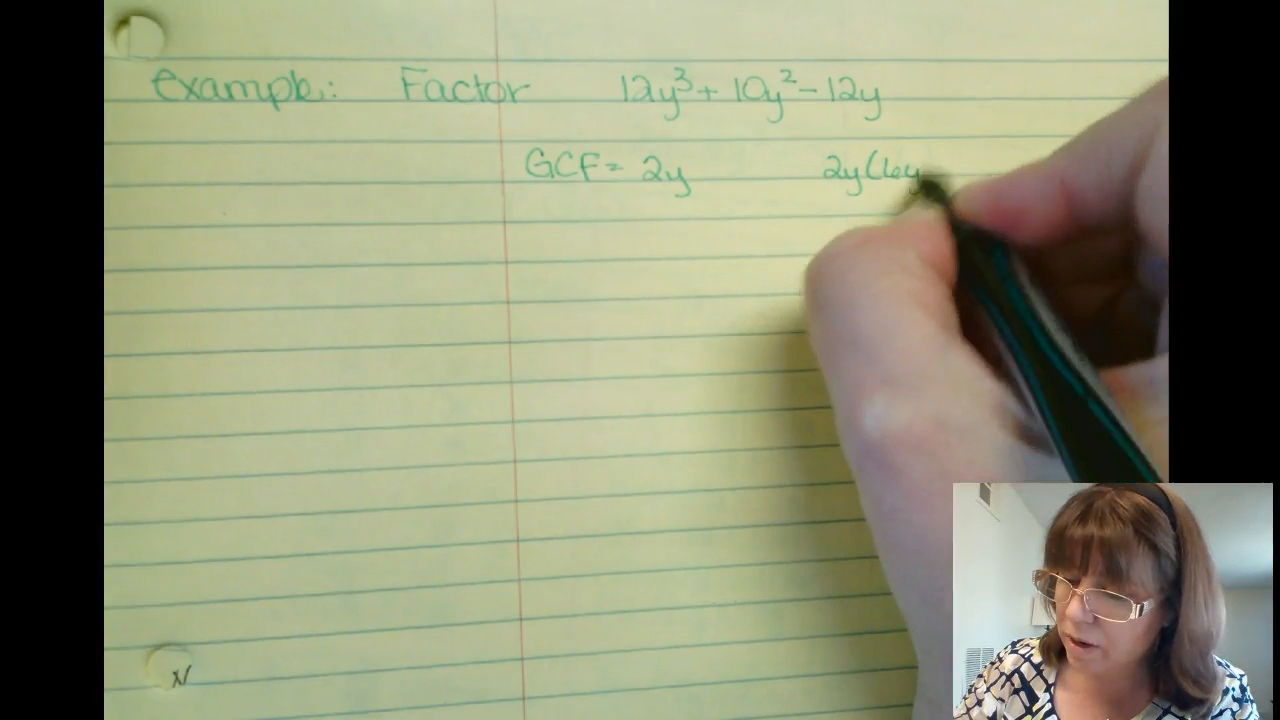 example: Factor 12y³ + 10y² - 12y
GCF = 2y 2y(6y